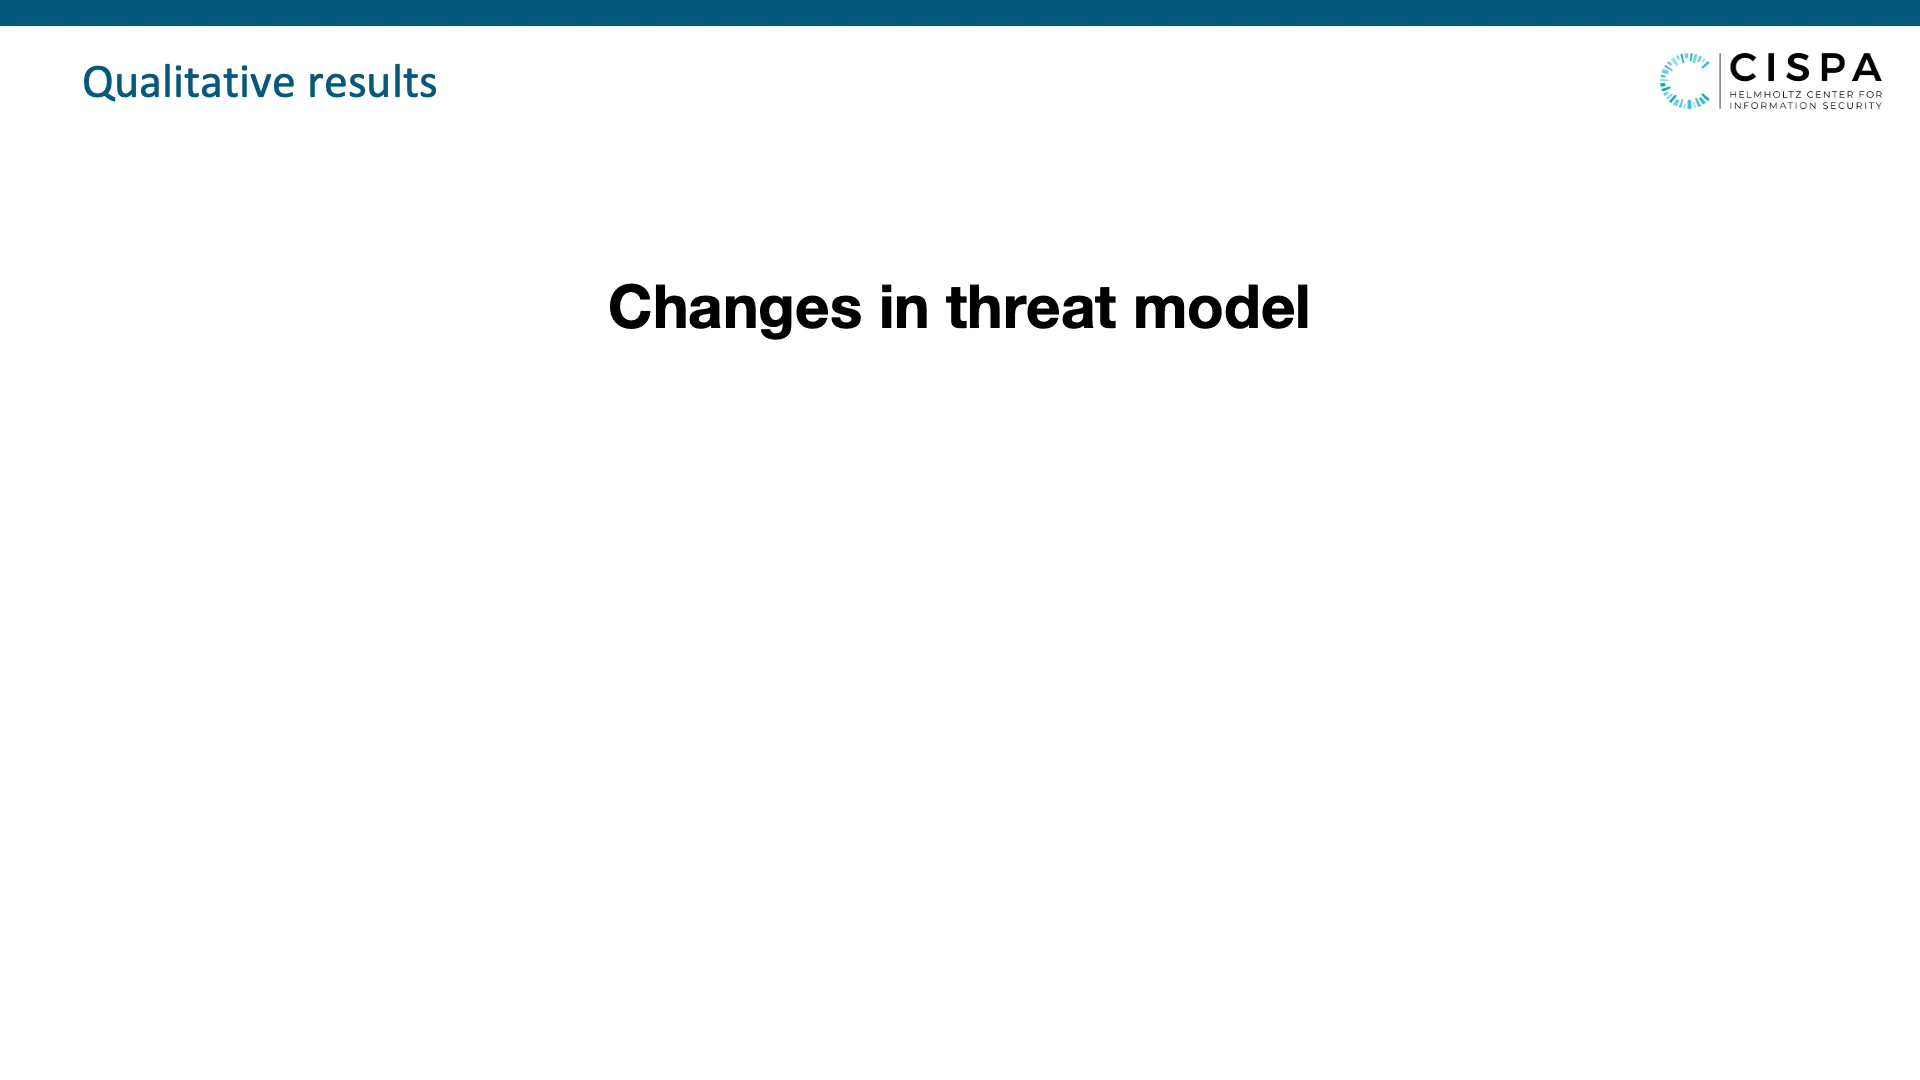 Qualitative results
CISPA
HELMHOLTZ CENTER FOR
INFORMATION SECURITY
Changes in threat model